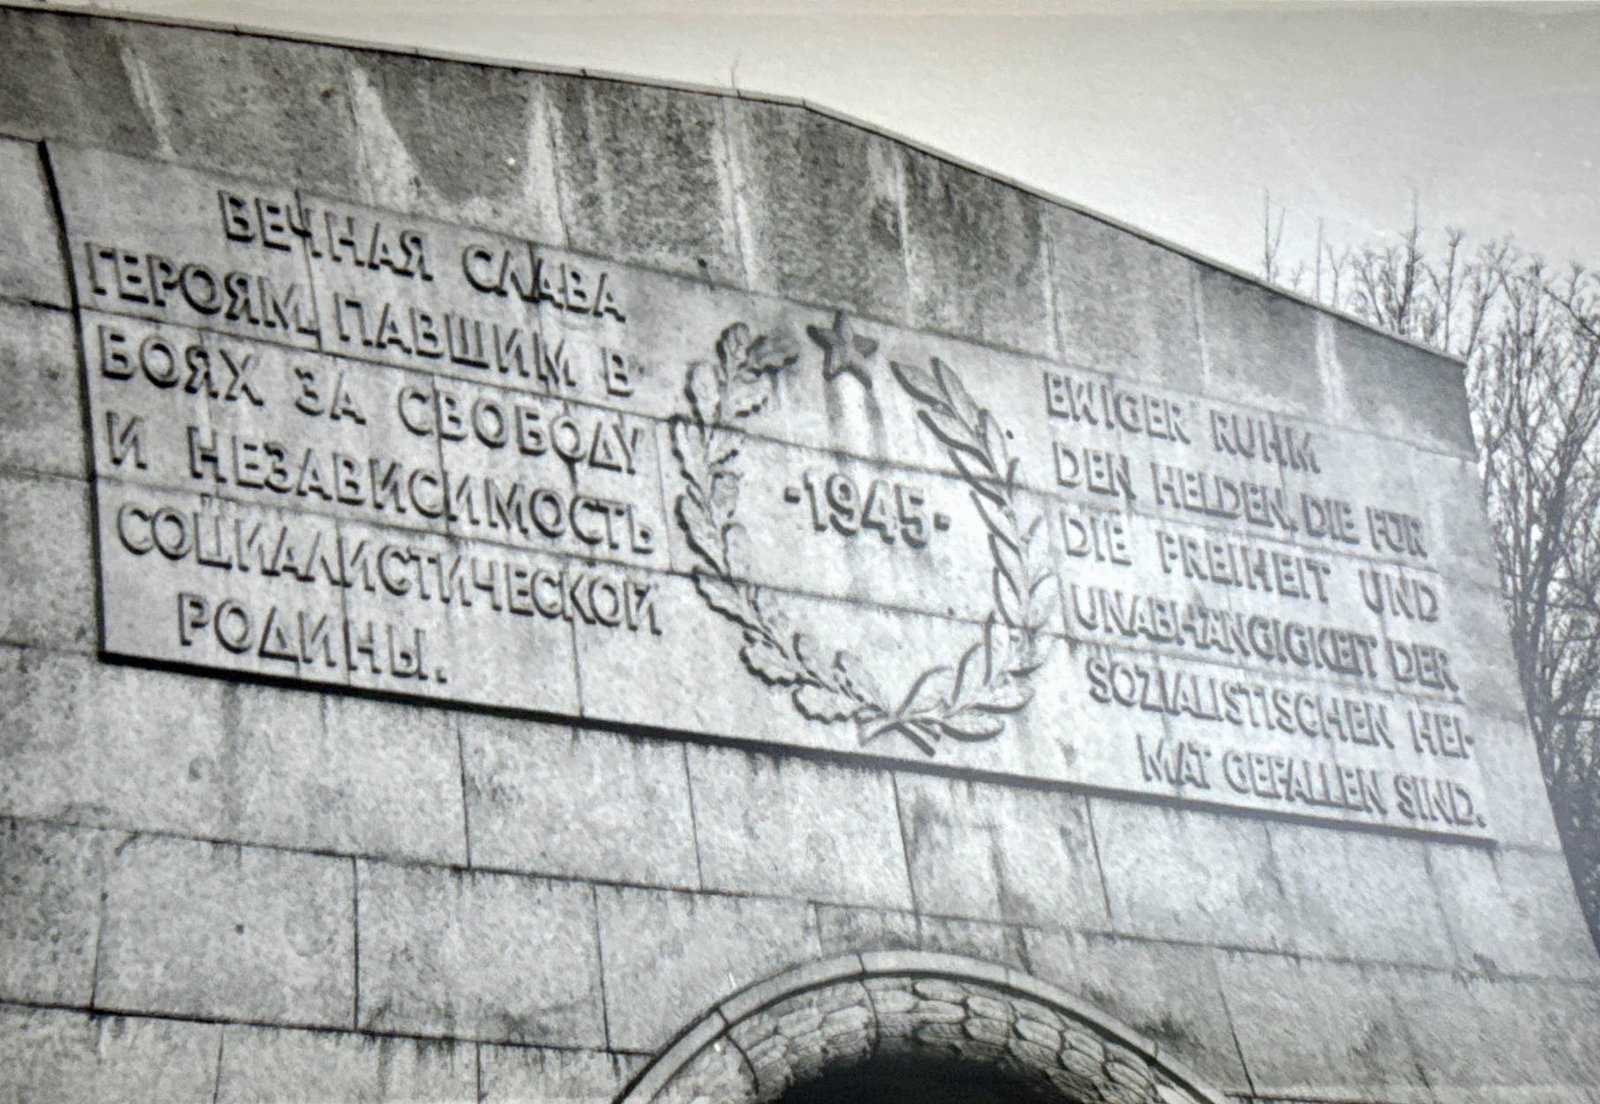 ВЕЧНАЯ СЛАВА
ГЕРОЯМ, ПАВШИМ В
БОЯХ ЗА СВОБОДУ
И НЕЗАВИСИМОСТЬ
СОЦИАЛИСТИЧЕСКОЙ
РОДИНЫ.
-1945-
EWIGER RUHM
DEN HELDEN, DIE FÜR
DIE FREIHEIT UND
UNABHÄNGIGKEIT DER
SOZIALISTISCHEN HEI-
MAT GEFALLEN SIND.